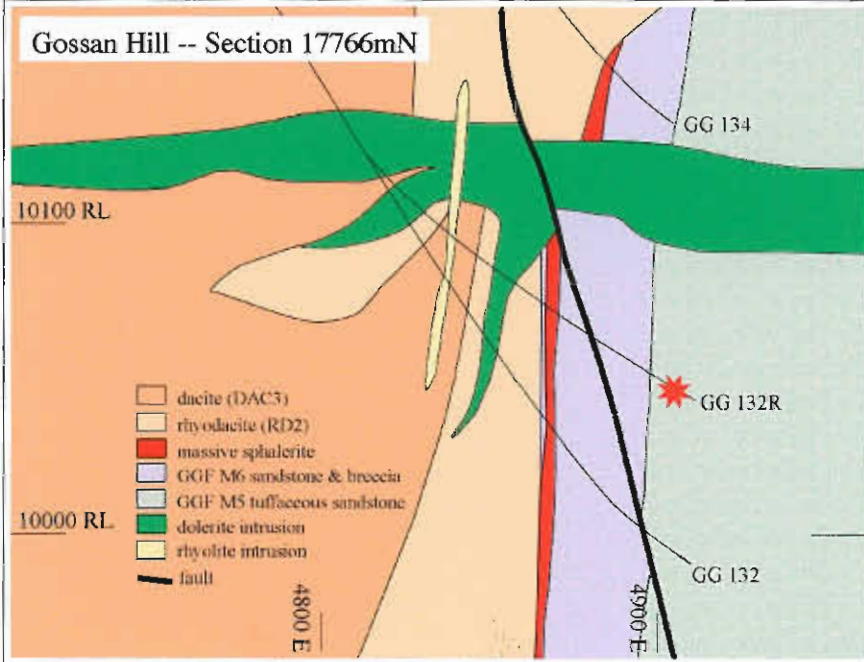 Gossan Hill -- Section 17766mN
GG 134
10100 RL
GG 132R
dacite (DAC3)
rhyodacite (RD2)
massive sphalerite
GGF M6 sandstone & breccia
GGF M5 tuffaceous sandstone
dolerite intrusion
rhyolite intrusion
fault
10000 RL
GG 132
4800 E
4900 E